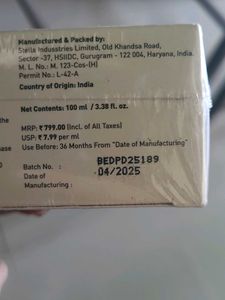 Manufactured & Packed by:
Stella Indusstries Limited, Old Khandsa Road,
Sector -37, HSIIDC, Gurugram - 122 004, Haryana, India.
M. L. No.: M. 123-Cos-(H)
Permit No.: L-42-A
Country of Origin: India
Net Contents: 100 ml / 3.38 fl. oz.
the
MRP: ₹ 799.00 (Incl. of All Taxes)
USP: ₹ 7.99 per ml
Use Before: 36 Months From "Date of Manufacturing"
Batch No. : BEDPD25189
Date of 04/2025
Manufacturing :